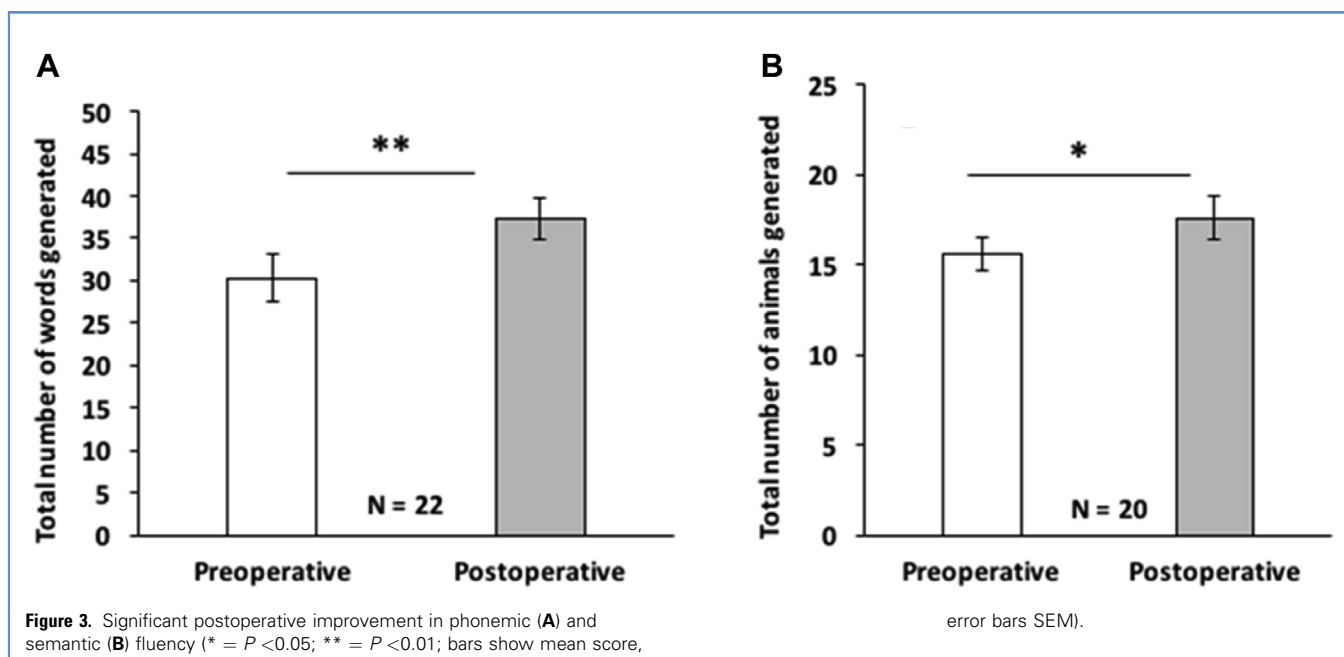 A
Total number of words generated
50
45
40
35
30
25
20
15
10
5
0
**
N = 22
Preoperative Postoperative
B
Total number of animals generated
25
20
15
10
5
0
*
N = 20
Preoperative Postoperative
Figure 3. Significant postoperative improvement in phonemic (A) and
semantic (B) fluency (* = P <0.05; ** = P <0.01; bars show mean score,
error bars SEM).